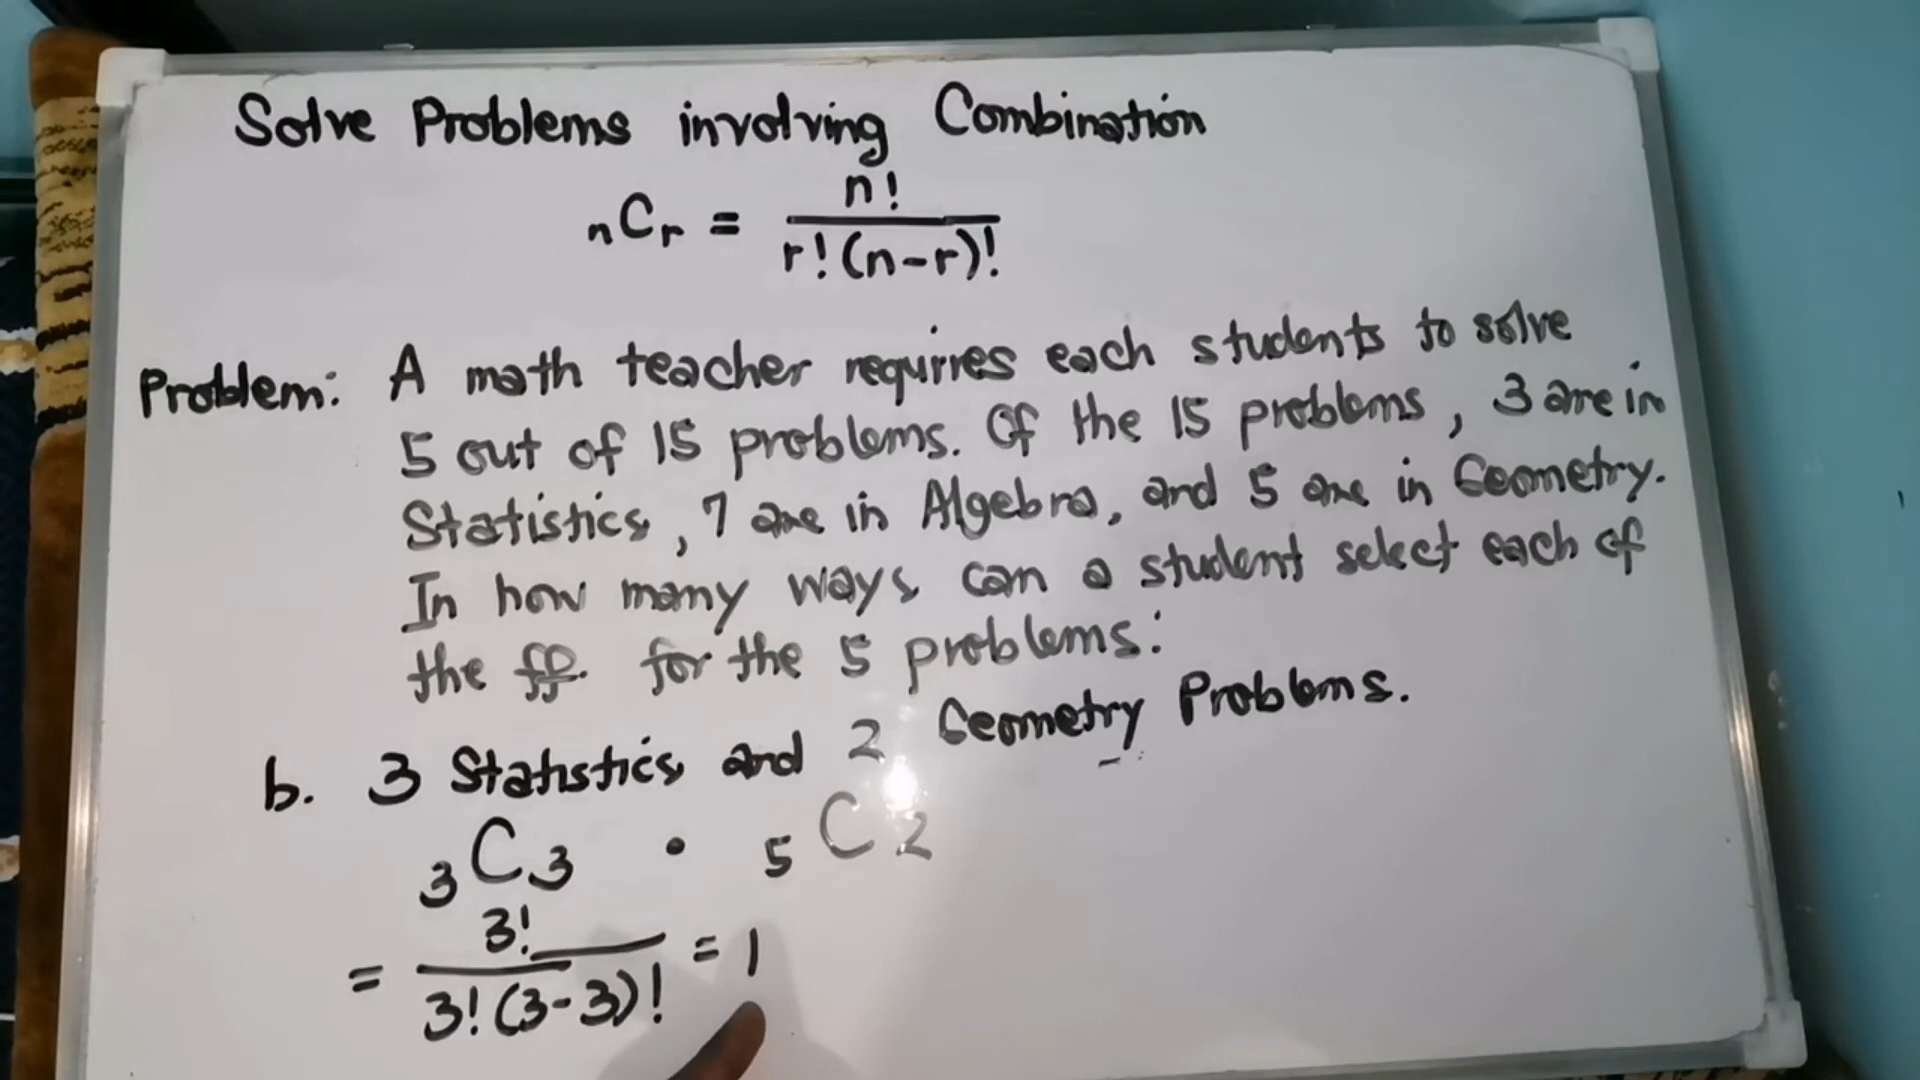 Solve Problems involving Combination
nCr = n! / r!(n-r)!
Problem: A math teacher requires each students to solve
5 out of 15 problems. Of the 15 problems, 3 are in
Statistics, 7 are in Algebra, and 5 are in Geometry.
In how many ways can a student select each of
the ff. for the 5 problems:
b. 3 Statistics and 2 Geometry Problems.
3C3 • 5C2
= 3! / 3!(3-3)! = 1